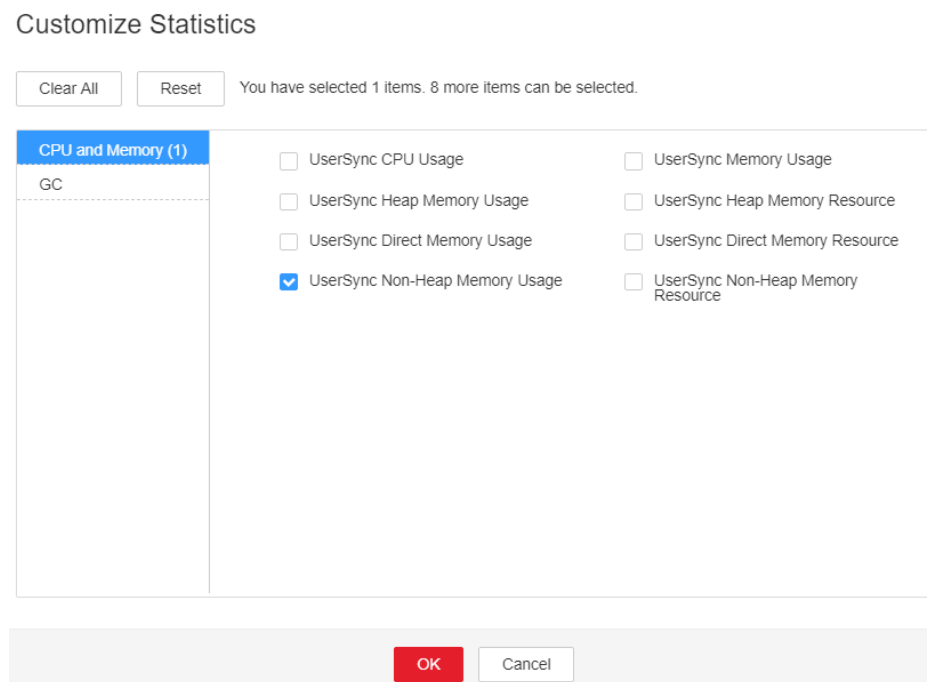 Customize Statistics
Clear All
Reset
You have selected 1 items. 8 more items can be selected.
CPU and Memory (1)
GC
UserSync CPU Usage
UserSync Memory Usage
UserSync Heap Memory Usage
UserSync Heap Memory Resource
UserSync Direct Memory Usage
UserSync Direct Memory Resource
UserSync Non-Heap Memory Usage
UserSync Non-Heap Memory
Resource
OK
Cancel